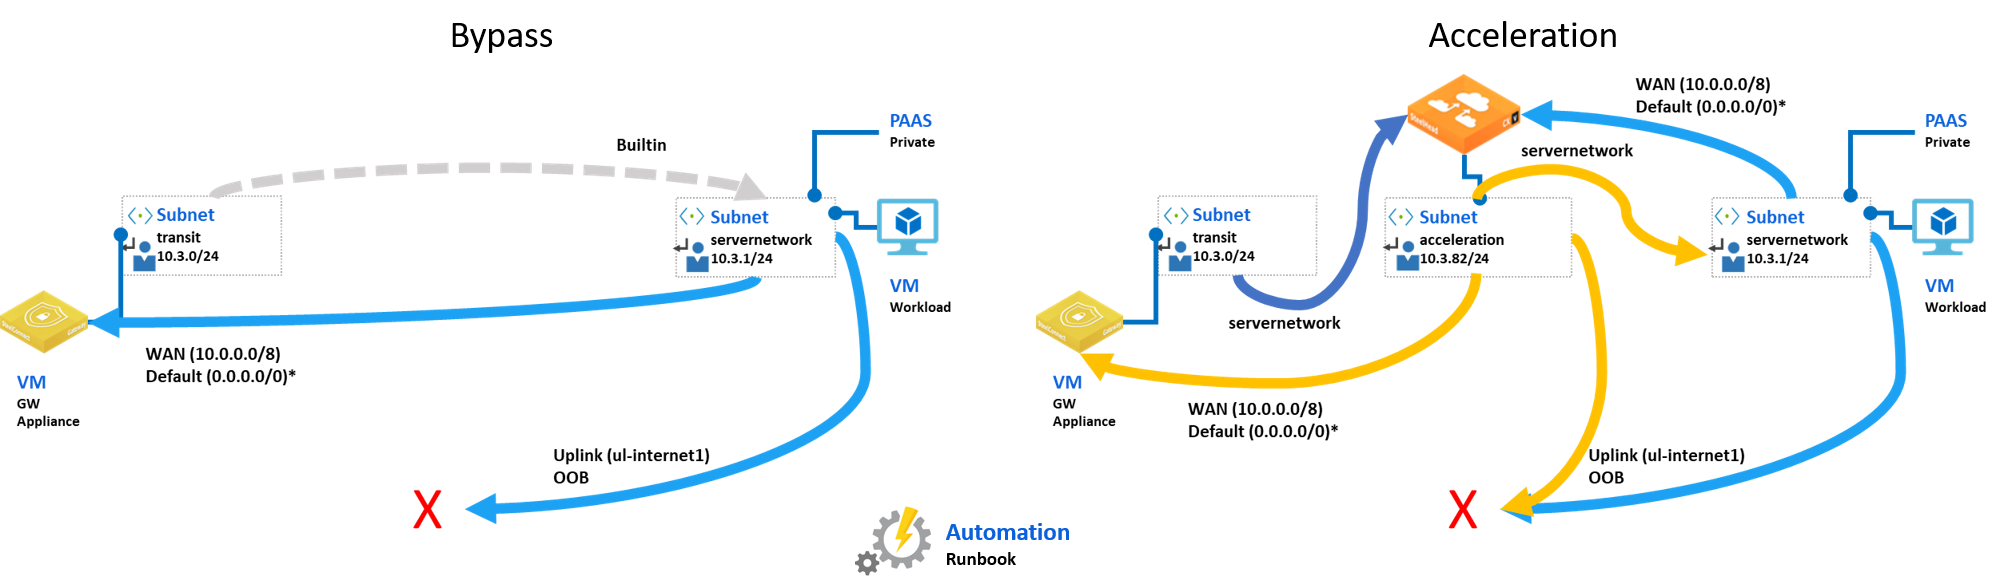 Bypass
Builtin
PAAS
Private
Subnet
transit
10.3.0/24
Subnet
servernetwork
10.3.1/24
VM
GW
Appliance
WAN (10.0.0.0/8)
Default (0.0.0.0/0)*
VM
Workload
Uplink (ul-internet1)
OOB
X
Automation
Runbook
Acceleration
WAN (10.0.0.0/8)
Default (0.0.0.0/0)*
PAAS
Private
servernetwork
Subnet
transit
10.3.0/24
Subnet
acceleration
10.3.82/24
Subnet
servernetwork
10.3.1/24
servernetwork
VM
GW
Appliance
WAN (10.0.0.0/8)
Default (0.0.0.0/0)*
VM
Workload
Uplink (ul-internet1)
OOB
X